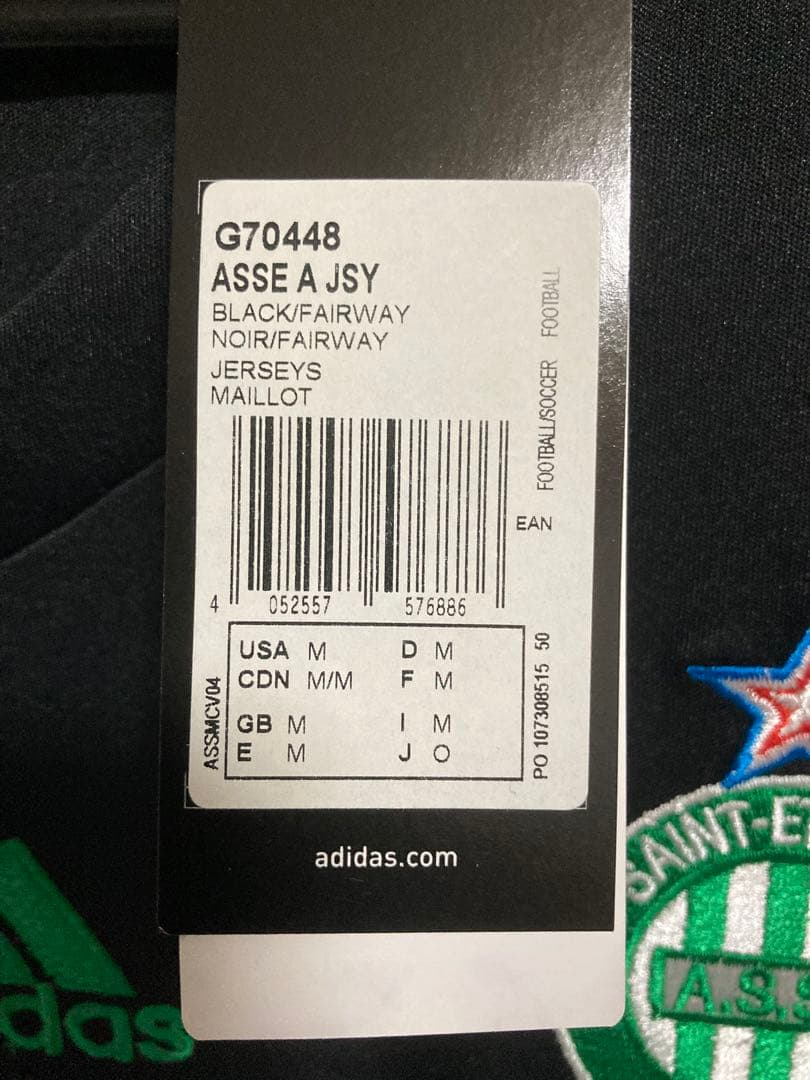 G70448
ASSE A JSY
BLACK/FAIRWAY
NOIR/FAIRWAY
JERSEYS
MAILLOT
FOOTBALL/SOCCER FOOTBALL
EAN
4 052557 576886
USA M D M
CDN M/M F M
GB M I M
E M J O
ASSMCV04
PO 107308515 50
adidas.com
SAINT-E
A.S.S
das